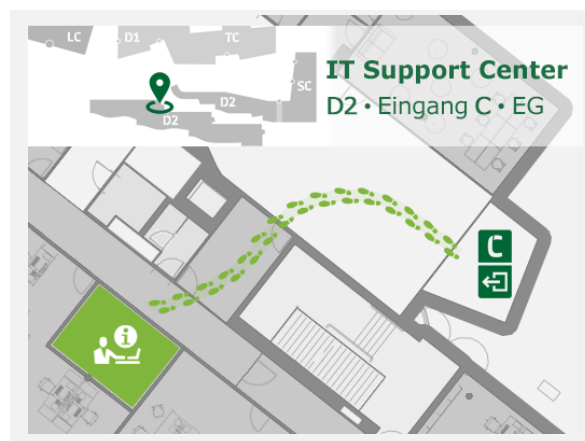 LC
D1
TC
SC
D2
D2
IT Support Center
D2 • Eingang C • EG
C
i